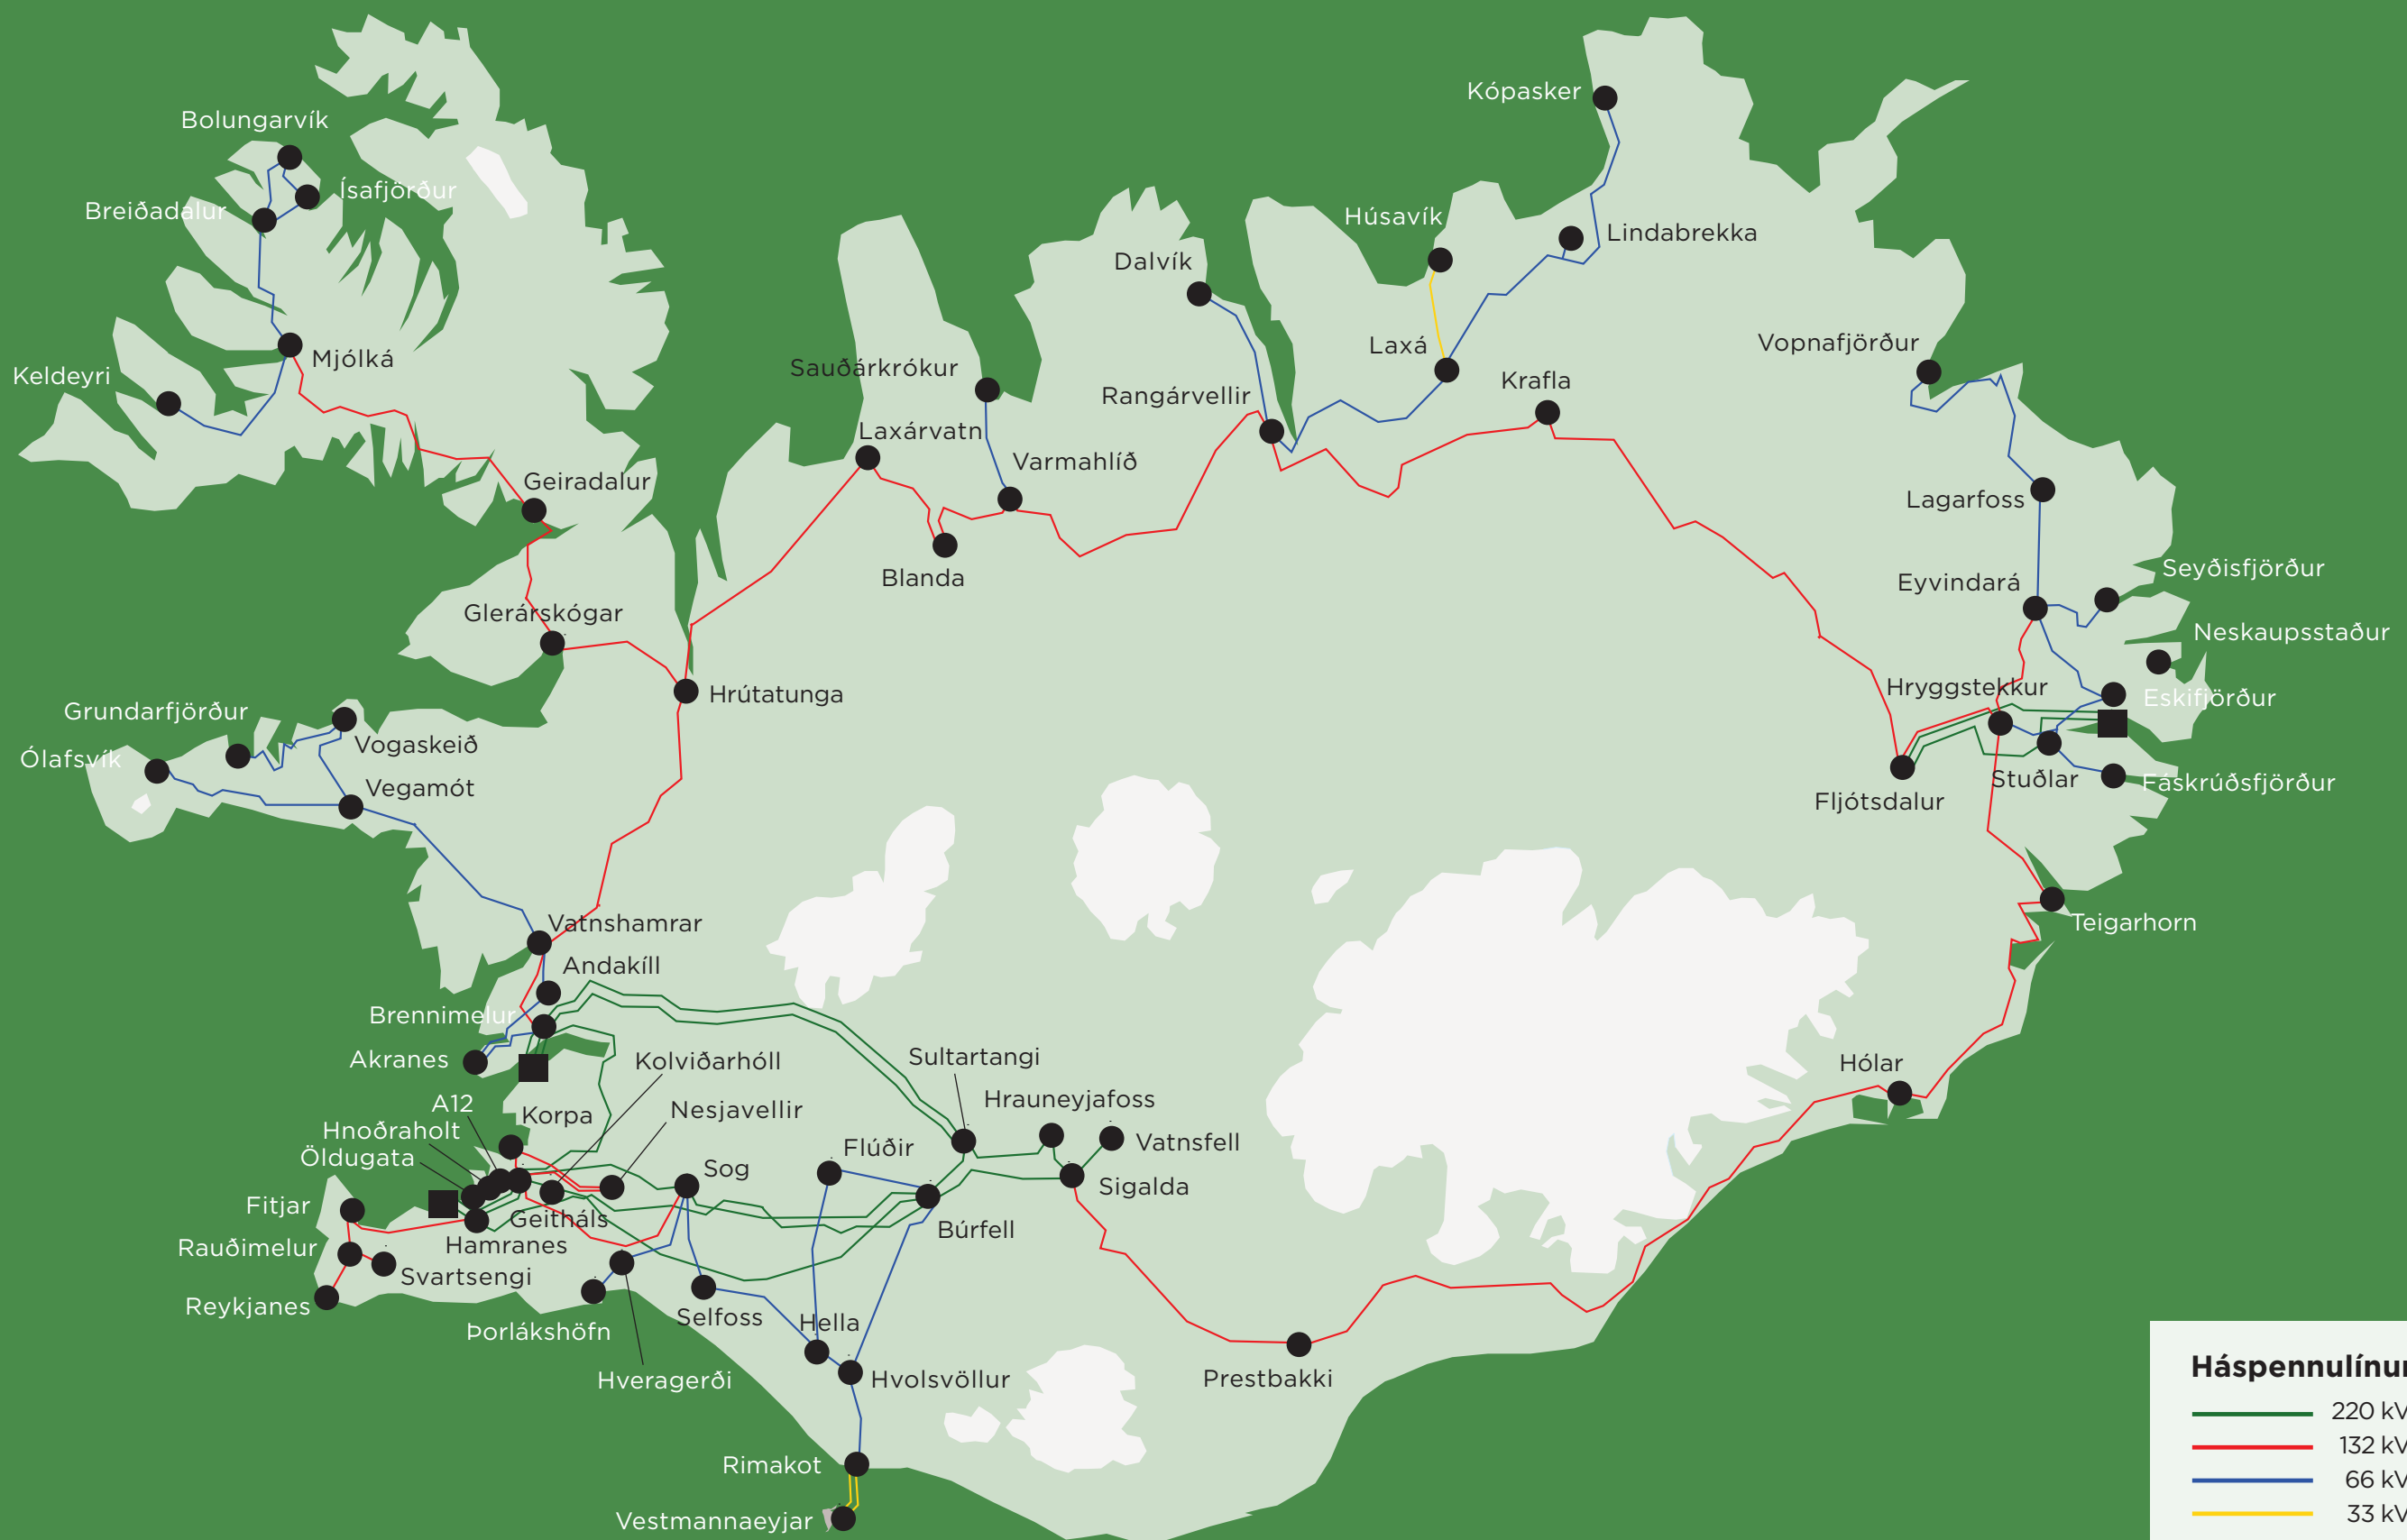 Kópasker
Bolungarvík
Ísafjörður
Breiðadalur
Húsavík
Lindabrekka
Dalvík
Vopnafjörður
Laxá
Mjólká
Sauðárkrókur
Keldeyri
Krafla
Rangárvellir
Laxárvatn
Varmahlíð
Geiradalur
Lagarfoss
Seyðisfjörður
Blanda
Eyvindará
Glerárskógar
Neskaupsstaður
Hryggstekkur
Hrútatunga
Eskifjörður
Grundarfjörður
Vogaskeið
Ólafsvík
Stuðlar
Fáskrúðsfjörður
Vegamót
Fljótsdalur
Vatnshamrar
Teigarhorn
Andakíll
Brennimelur
Akranes
Kolviðarhóll
Sultartangi
Hólar
Hrauneyjafoss
A12
Korpa
Nesjavellir
Hnoðraholt
Flúðir
Vatnsfell
Öldugata
Sog
Sigalda
Fitjar
Geitháls
Búrfell
Hamranes
Rauðimelur
Svartsengi
Reykjanes
Selfoss
Hella
Þorlákshöfn
Hveragerði
Hvolsvöllur
Prestbakki
Háspennulínur
220 kV
132 kV
66 kV
33 kV
Rimakot
Vestmannaeyjar